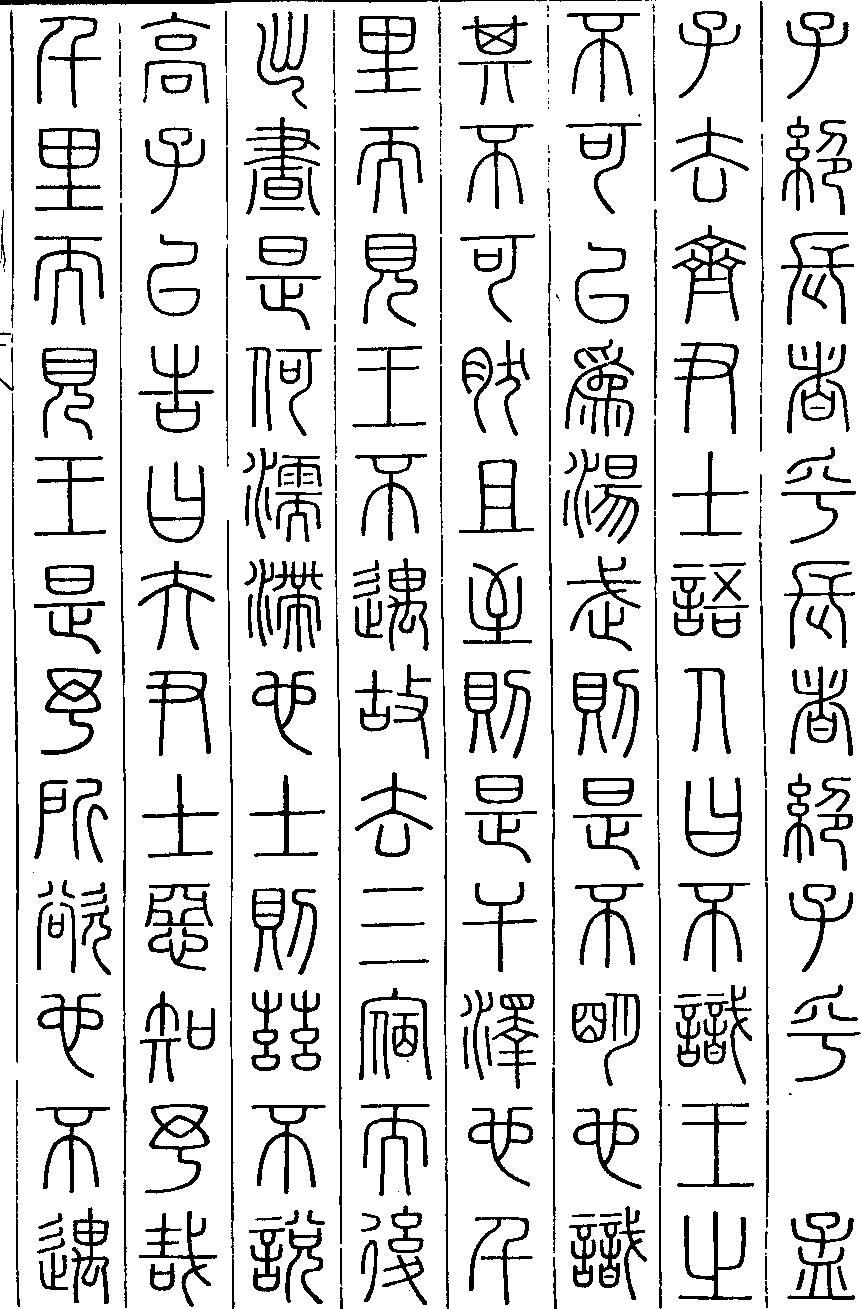 子絕長者乎長者絕子乎　孟
子去齊尹士語人曰不識王之
不可以為湯武則是不明也識
其不可然且至則是干澤也千
里而見王不遇故去三宿而後
出晝是何濡滯也士則茲不說
高子以告曰夫尹士惡知予哉
千里而見王是予所欲也不遇